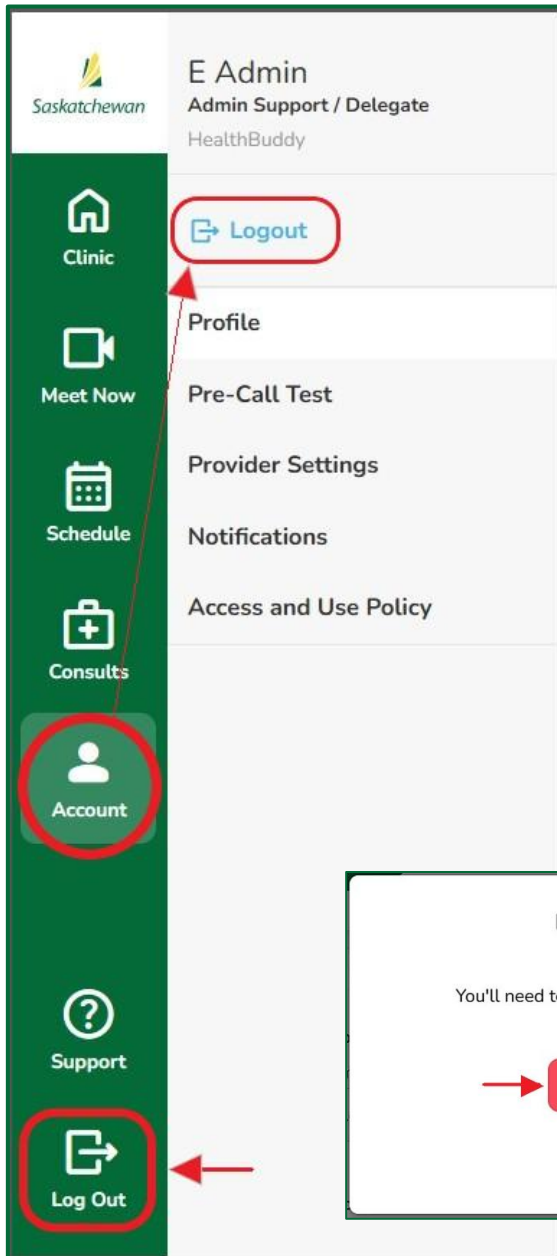 Saskatchewan
E Admin
Admin Support / Delegate
HealthBuddy
Clinic
Logout
Meet Now
Profile
Pre-Call Test
Schedule
Provider Settings
Notifications
Consults
Access and Use Policy
Account
Support
Log Out
You'll need